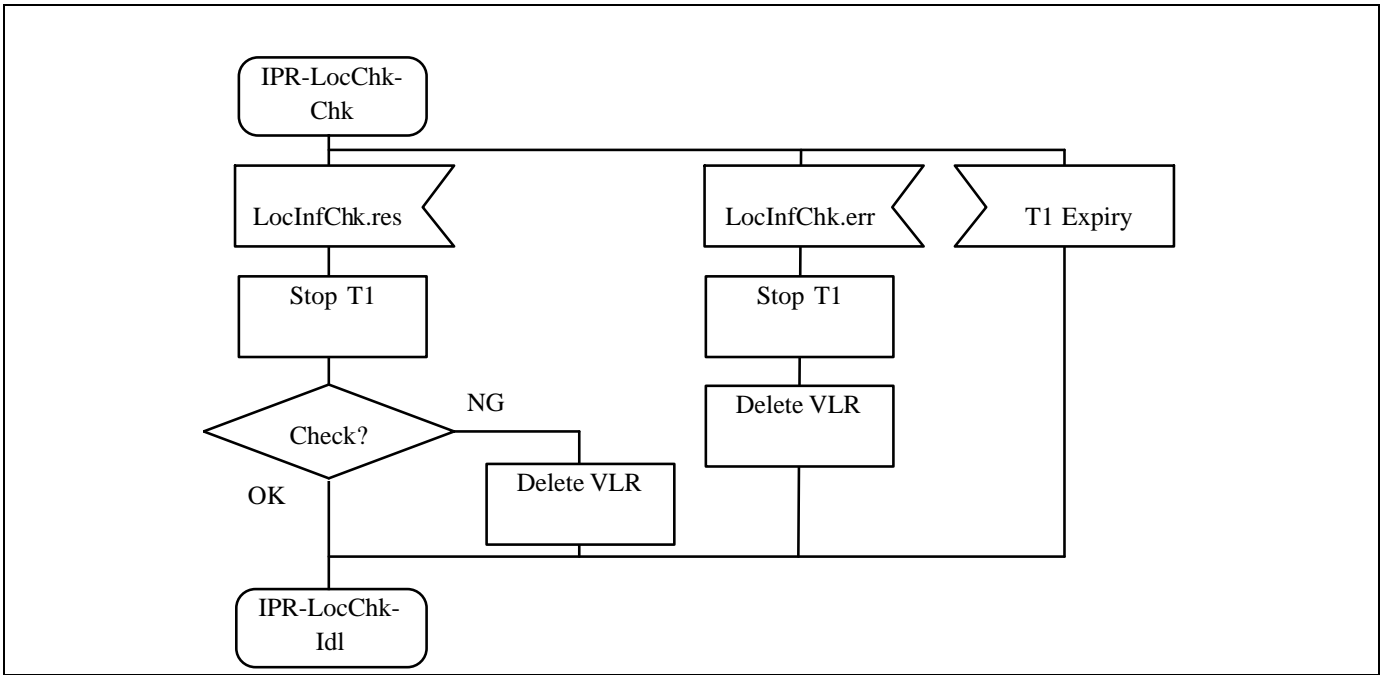 IPR-LocChk-
Chk
LocInfChk.res
LocInfChk.err
T1 Expiry
Stop T1
Stop T1
Check?
NG
OK
Delete VLR
Delete VLR
IPR-LocChk-
Idl